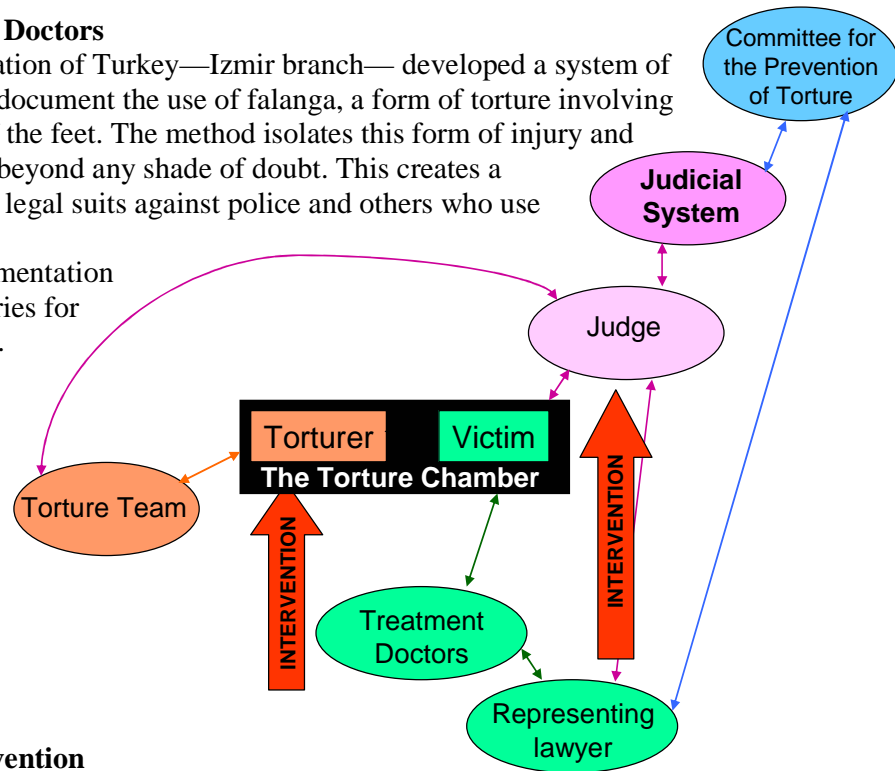 Doctors
ation of Turkey—Izmir branch— developed a system of
document the use of falanga, a form of torture involving
the feet. The method isolates this form of injury and
beyond any shade of doubt. This creates a
legal suits against police and others who use
mentation
ries for
Committee for
the Prevention
of Torture
Judicial
System
Judge
Torturer
Victim
The Torture Chamber
Torture Team
INTERVENTION
INTERVENTION
Treatment
Doctors
Representing
lawyer
vention